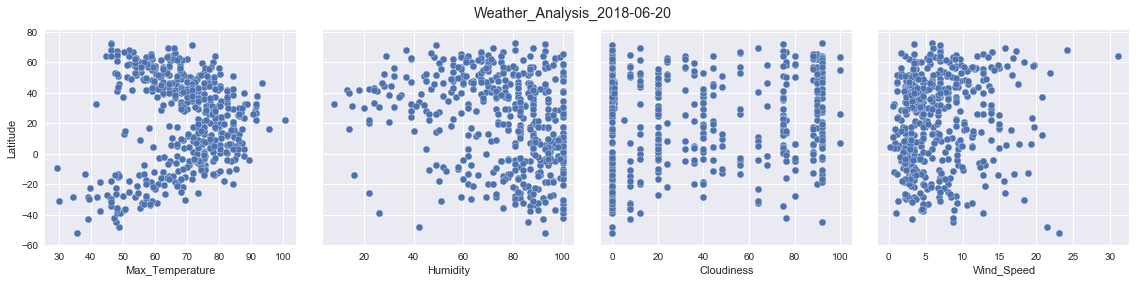 Weather_Analysis_2018-06-20
Latitude
80
60
40
20
0
−20
−40
−60
30 40 50 60 70 80 90 100
Max_Temperature
20 40 60 80 100
Humidity
0 20 40 60 80 100
Cloudiness
0 5 10 15 20 25 30
Wind_Speed